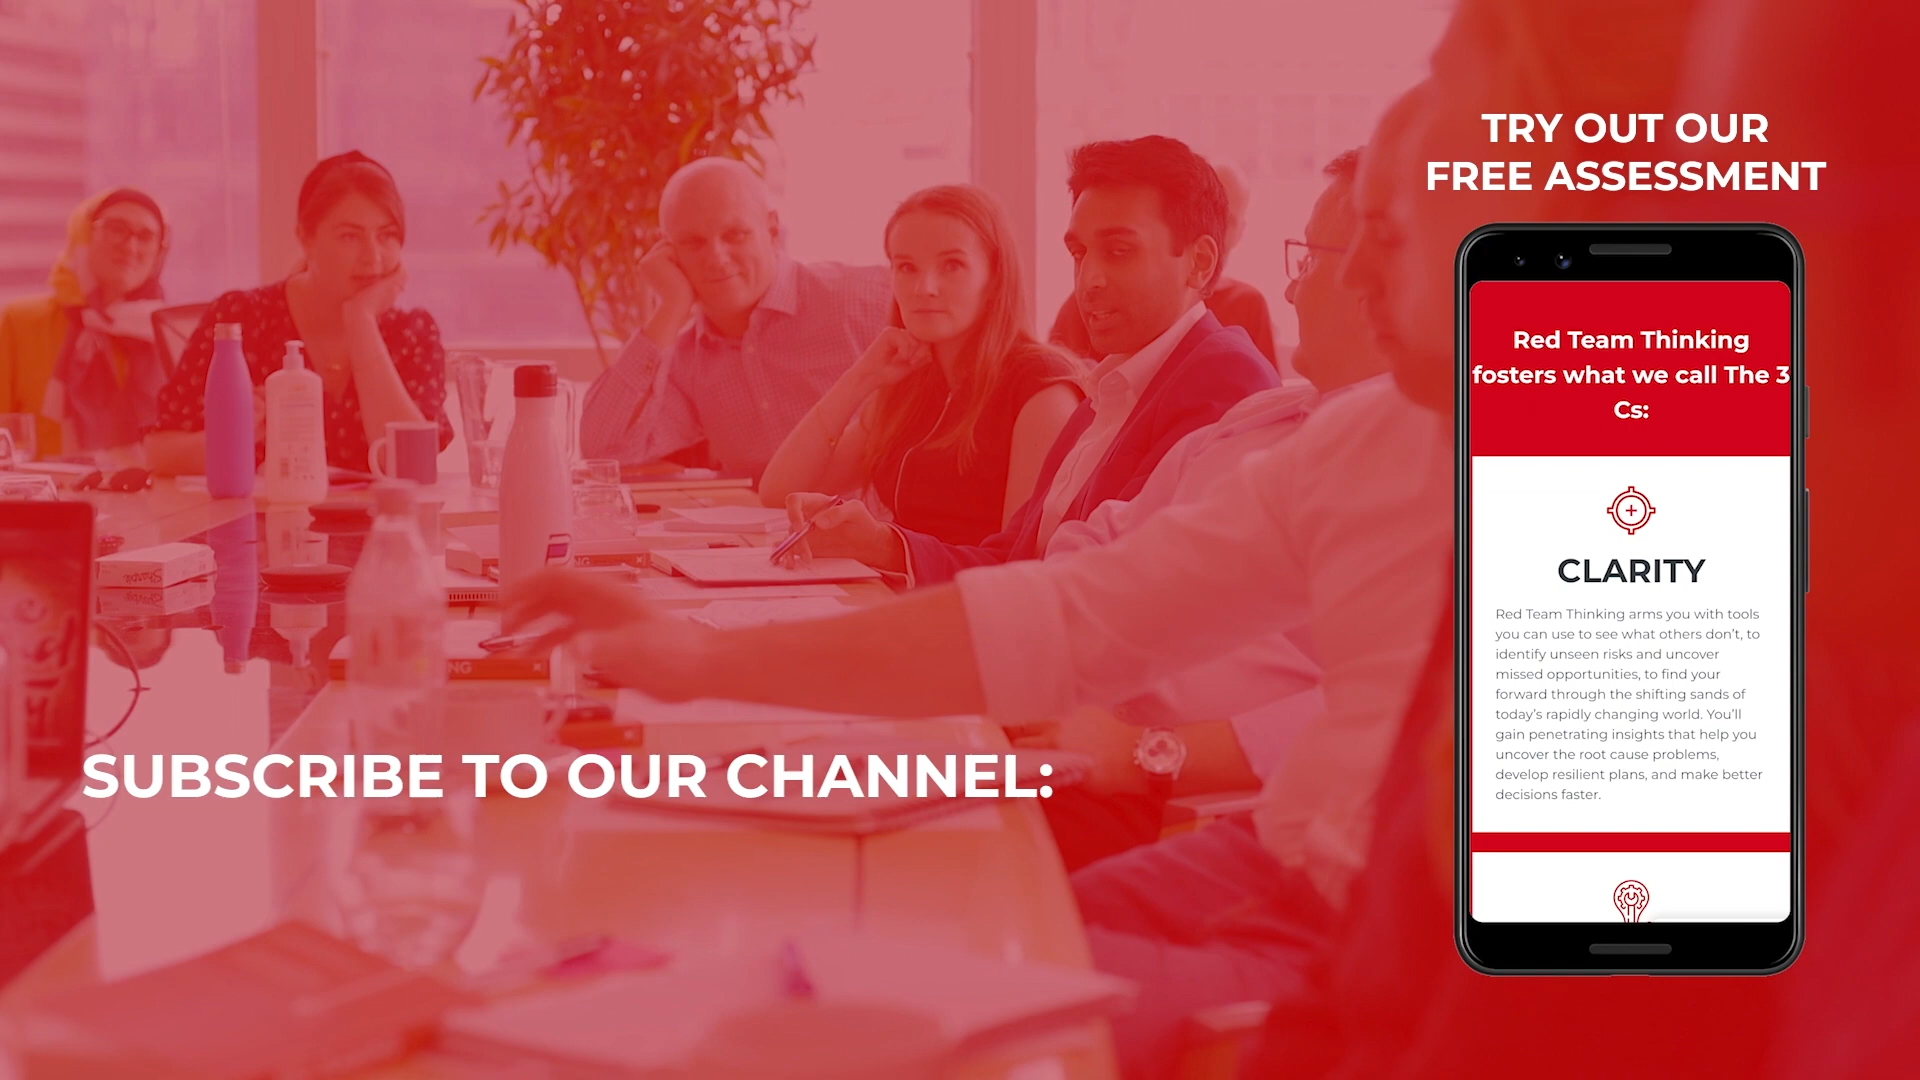 TRY OUT OUR
FREE ASSESSMENT
Red Team Thinking
fosters what we call The 3
Cs:
CLARITY
Red Team Thinking arms you with tools
you can use to see what others don't, to
identify unseen risks and uncover
missed opportunities, to find your
forward through the shifting sands of
today's rapidly changing world. You'll
gain penetrating insights that help you
uncover the root cause problems,
develop resilient plans, and make better
decisions faster.
SUBSCRIBE TO OUR CHANNEL: